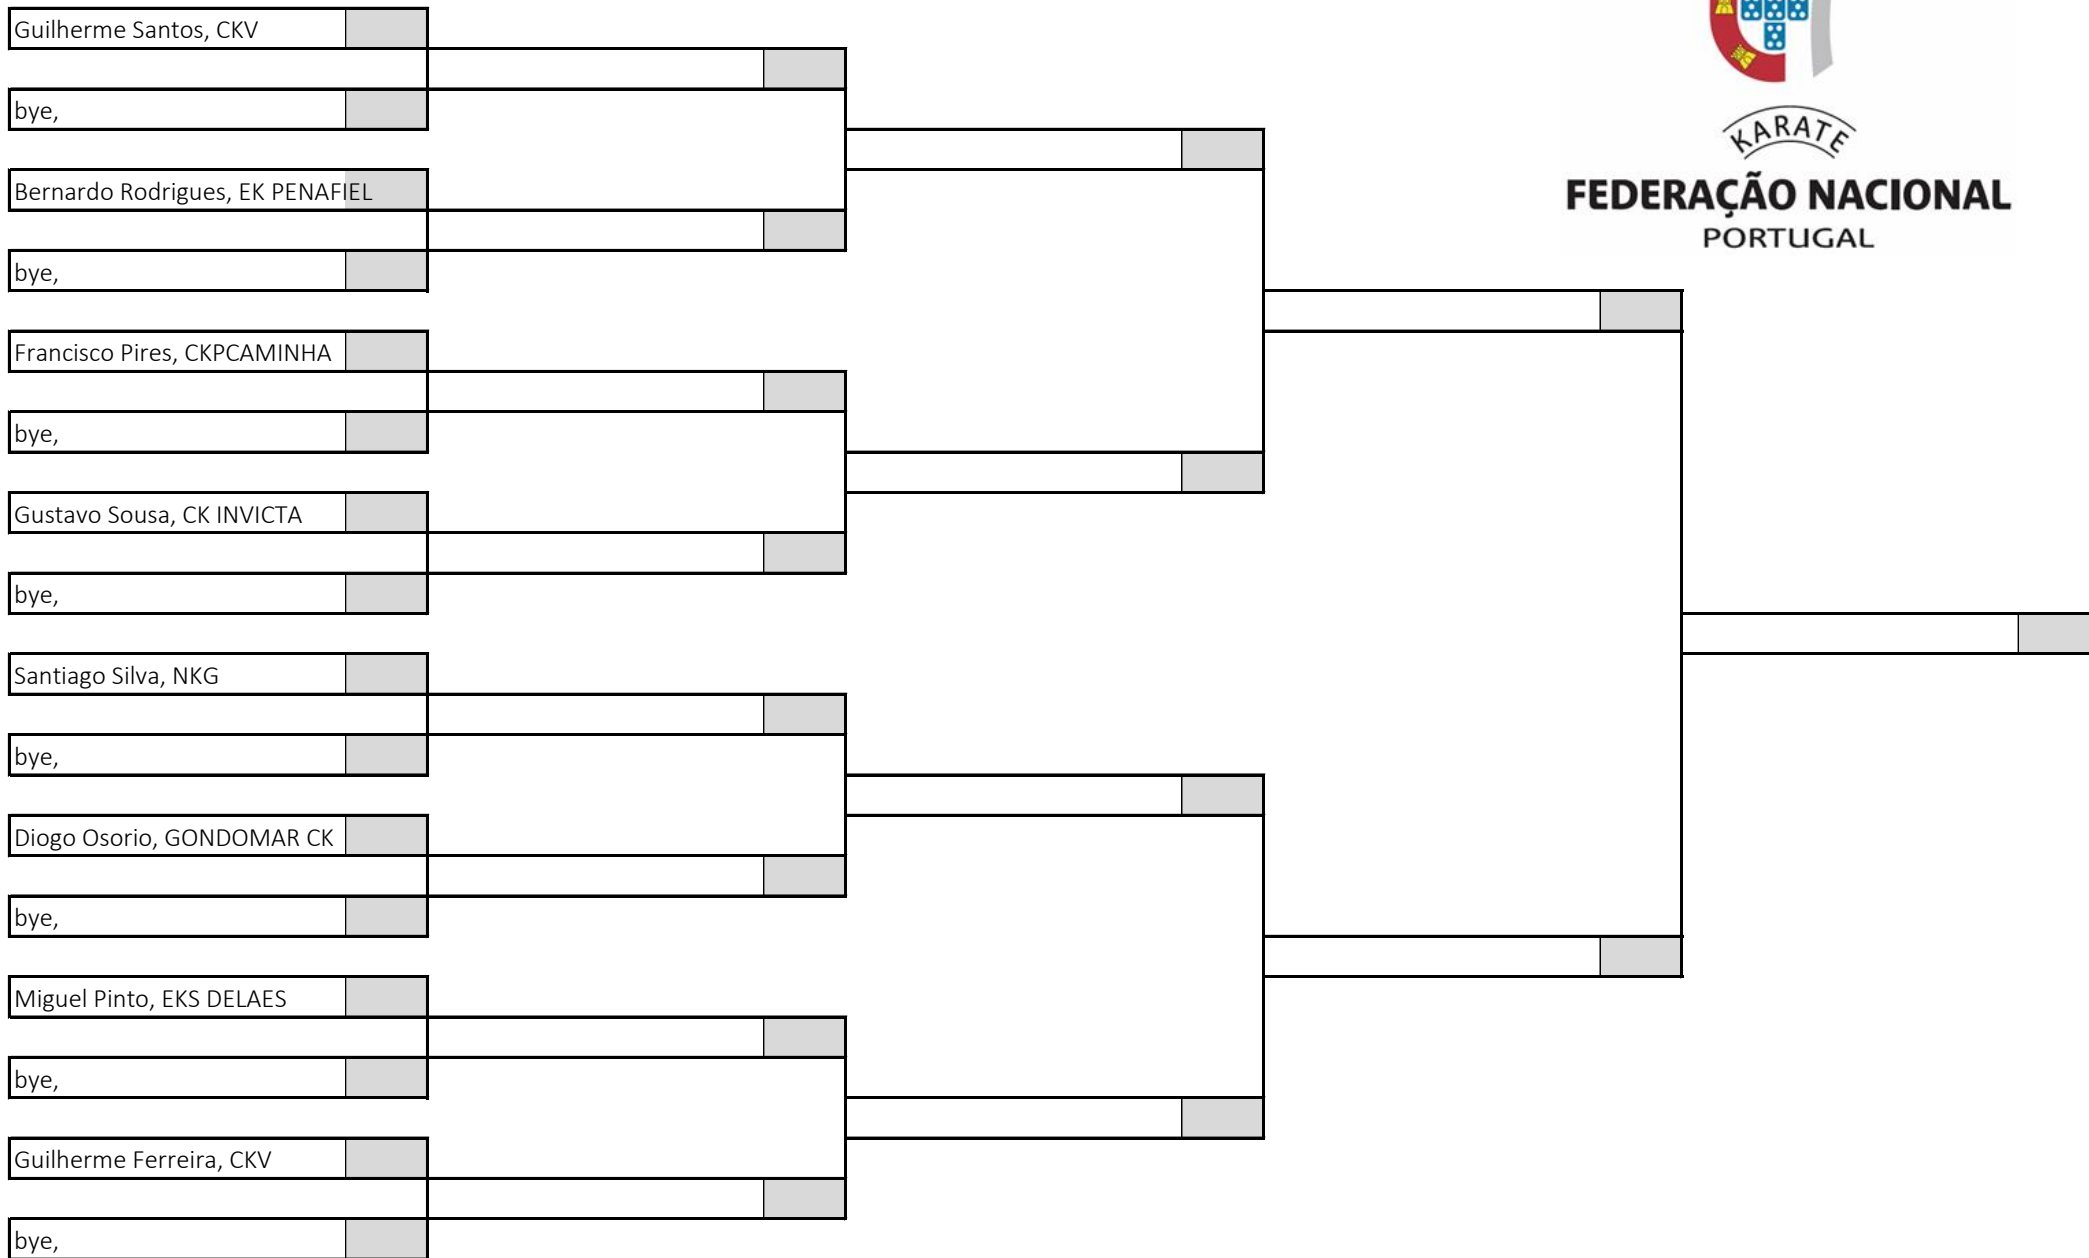 Guilherme Santos, CKV
bye,
Bernardo Rodrigues, EK PENAFIEL
bye,
Francisco Pires, CKPCAMINHA
bye,
Gustavo Sousa, CK INVICTA
bye,
Santiago Silva, NKG
bye,
Diogo Osorio, GONDOMAR CK
bye,
Miguel Pinto, EKS DELAES
bye,
Guilherme Ferreira, CKV
bye,
KARATE
FEDERAÇÃO NACIONAL
PORTUGAL